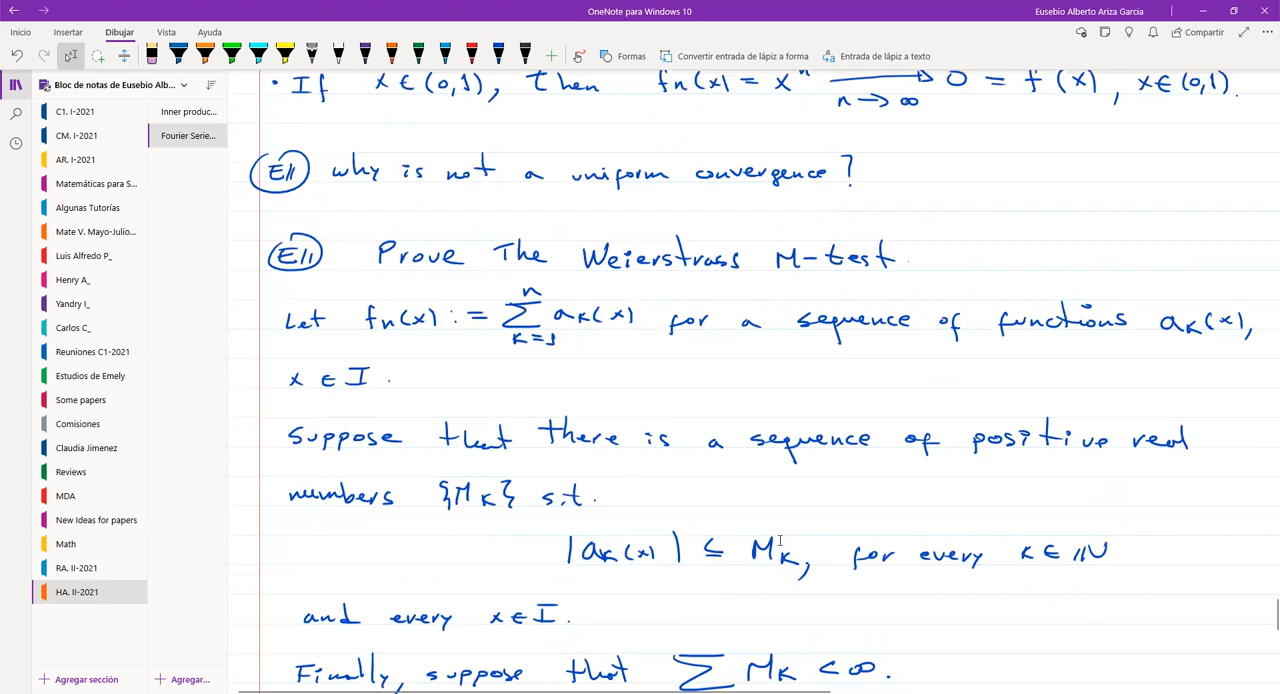 OneNote para Windows 10
Eusebio Alberto Ariza Garcia
Inicio Insertar Dibujar Vista Ayuda
Compartir
Formas Convertir entrada de lápiz a forma Entrada de lápiz a texto
Bloc de notas de Eusebio Alb...
C1. I-2021
CM. I-2021
AR. I-2021
Matemáticas para S...
Algunas Tutorías
Mate V. Mayo-Julio...
Luis Alfredo P_
Henry A_
Yandry I_
Carlos C_
Reuniones C1-2021
Estudios de Emely
Some papers
Comisiones
Claudia Jimenez
Reviews
MDA
New Ideas for papers
Math
RA. II-2021
HA. II-2021
Agregar sección
Inner produc...
Fourier Serie...
Agregar...
• If x ∈ (0,1), then fn(x) = x^n ⟶ 0 = f(x), x ∈ (0,1).
n → ∞
E// why is not a uniform convergence?
E// Prove The Weierstrass M-test.
Let fn(x) := ∑_{k=1}^{n} ak(x) for a sequence of functions ak(x),
x ∈ I.
Suppose that there is a sequence of positive real
numbers {Mk} s.t.
|ak(x)| ≤ Mk, for every k ∈ ℕ
and every x ∈ I.
Finally, suppose that ∑ Mk < ∞.